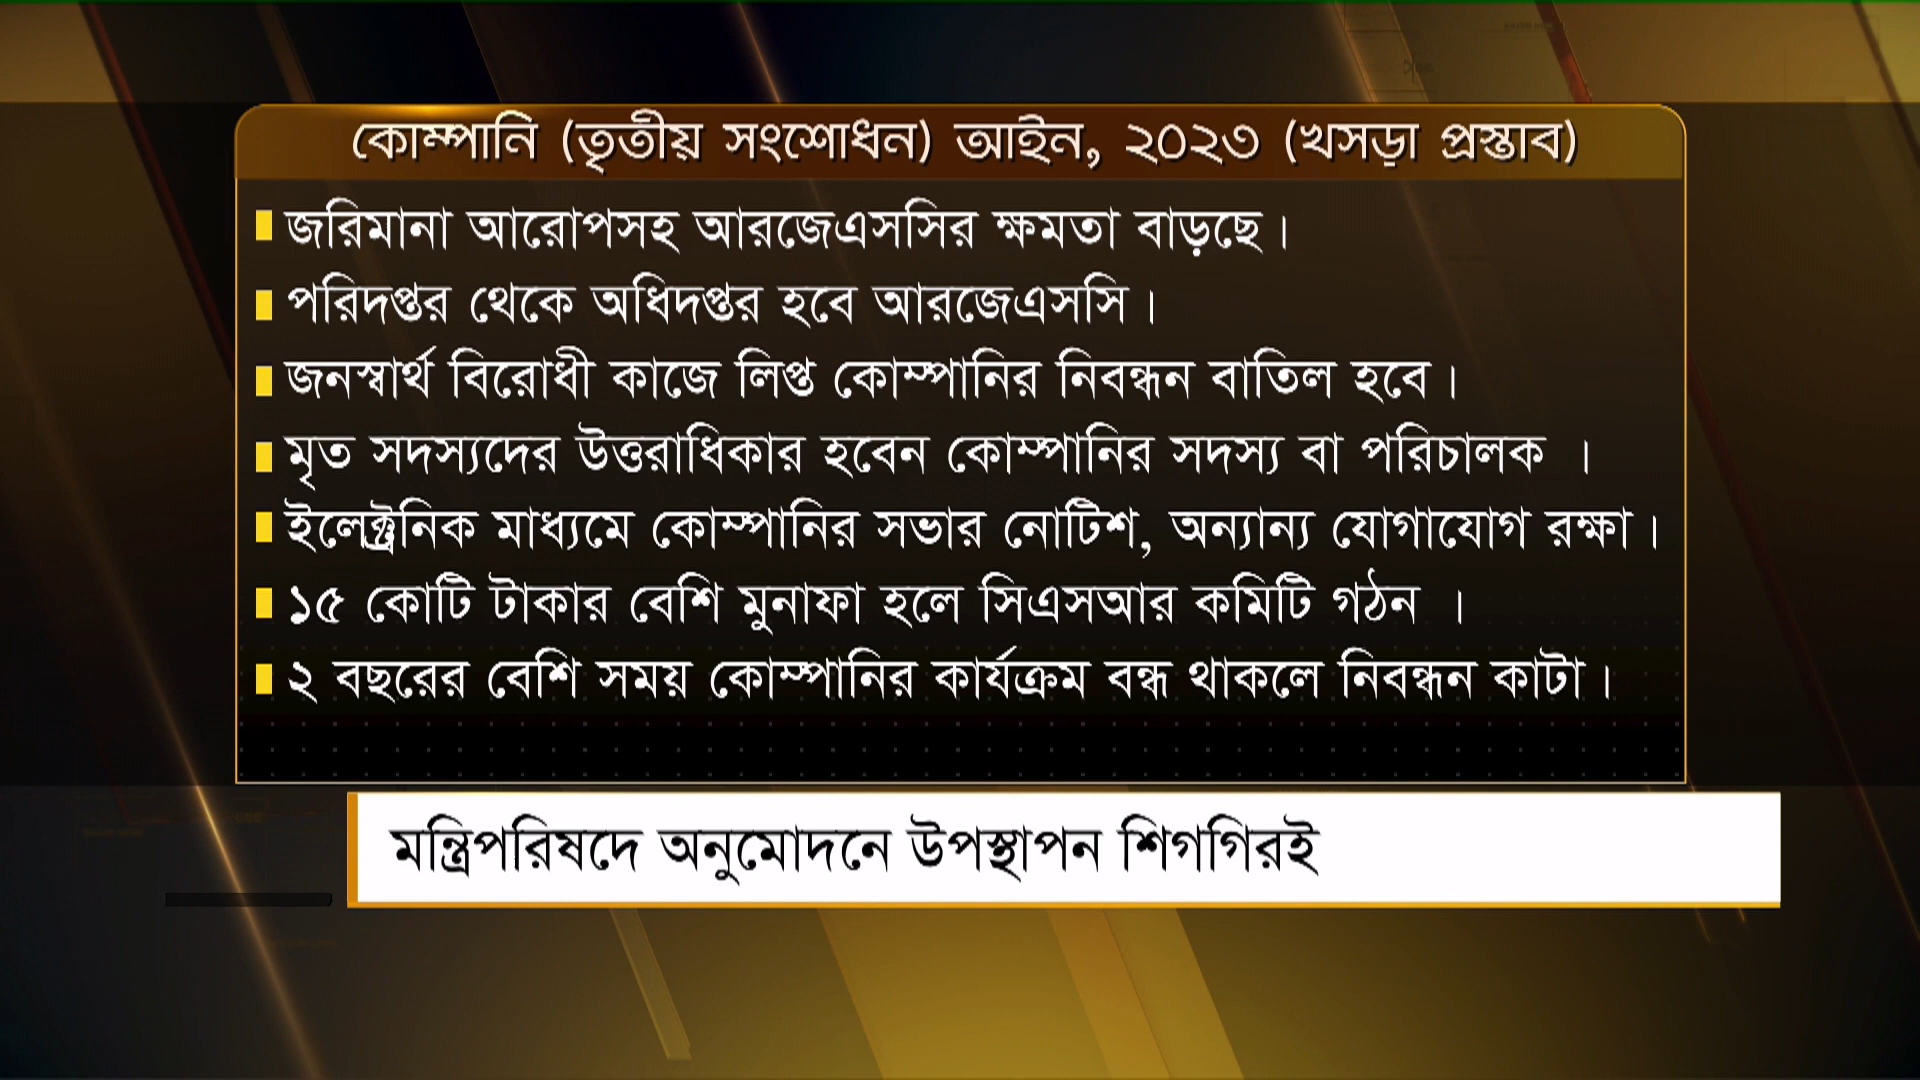 কোম্পানি (তৃতীয় সংশোধন) আইন, ২০২৩ (খসড়া প্রস্তাব)
জরিমানা আরোপসহ আরজেএসসির ক্ষমতা বাড়ছে।
পরিদপ্তর থেকে অধিদপ্তর হবে আরজেএসসি।
জনস্বার্থ বিরোধী কাজে লিপ্ত কোম্পানির নিবন্ধন বাতিল হবে।
মৃত সদস্যদের উত্তরাধিকার হবেন কোম্পানির সদস্য বা পরিচালক ।
ইলেক্ট্রনিক মাধ্যমে কোম্পানির সভার নোটিশ, অন্যান্য যোগাযোগ রক্ষা।
১৫ কোটি টাকার বেশি মুনাফা হলে সিএসআর কমিটি গঠন ।
২ বছরের বেশি সময় কোম্পানির কার্যক্রম বন্ধ থাকলে নিবন্ধন কাটা।
মন্ত্রিপরিষদে অনুমোদনে উপস্থাপন শিগগিরই